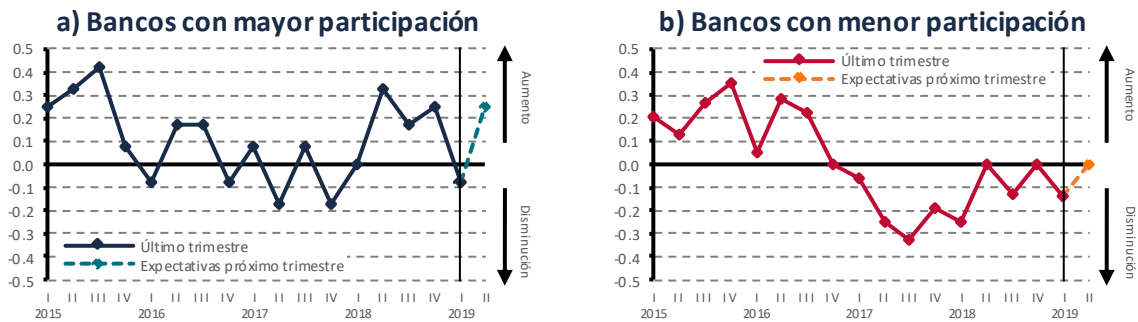 a) Bancos con mayor participación
0.5
0.4
0.3
0.2
0.1
0.0
-0.1
-0.2
-0.3
-0.4
-0.5
Último trimestre
Expectativas próximo trimestre
I II III IV I II IV I II III IV I II III IV I II
2015 2016 2017 2018 2019
Aumento
Disminución
b) Bancos con menor participación
0.5
0.4
0.3
0.2
0.1
0.0
-0.1
-0.2
-0.3
-0.4
-0.5
Último trimestre
Expectativas próximo trimestre
I II III IV I II III IV I II III IV I II III IV I II
2015 2016 2017 2018 2019
Aumento
Disminución